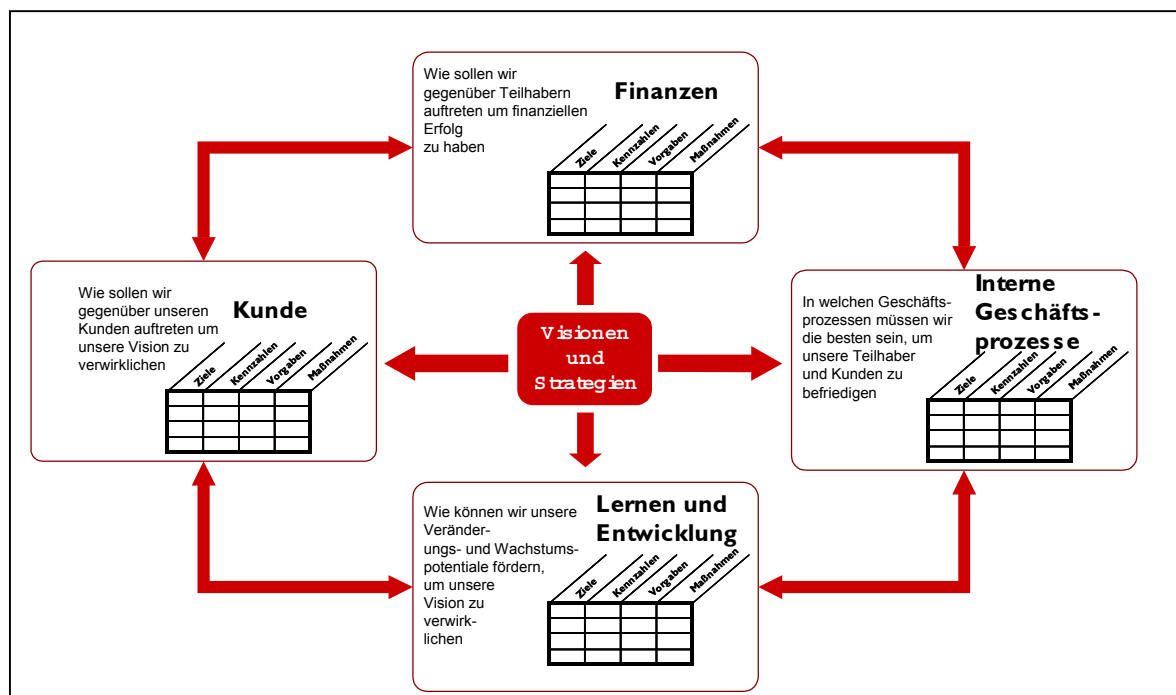 Wie sollen wir
gegenüber Teilhabern
auftreten um finanziellen
Erfolg
zu haben
Finanzen
Ziele
Kennzahlen
Vorgaben
Maßnahmen
Wie sollen wir
gegenüber unseren
Kunden auftreten um
unsere Vision zu
verwirklichen
Kunde
Ziele
Kennzahlen
Vorgaben
Maßnahmen
Visionen
und
Strategien
In welchen Geschäfts-
prozessen müssen wir
die besten sein, um
unsere Teilhaber
und Kunden zu
befriedigen
Interne
Geschäfts-
prozesse
Ziele
Kennzahlen
Vorgaben
Maßnahmen
Wie können wir unsere
Veränder-
ungs- und Wachstums-
potentiale fördern,
um unsere
Vision zu
verwirk-
lichen
Lernen und
Entwicklung
Ziele
Kennzahlen
Vorgaben
Maßnahmen